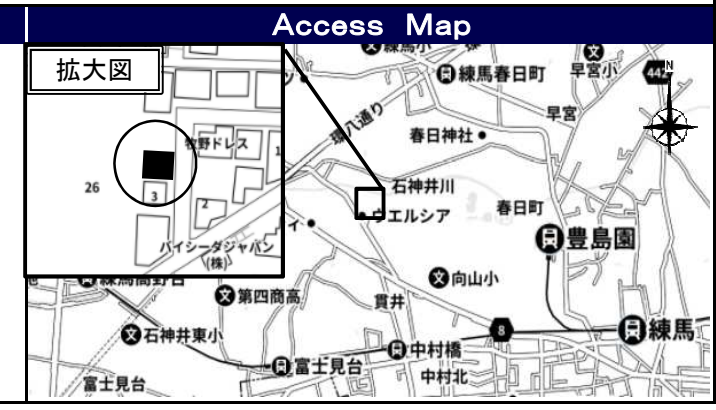 Access Map
拡大図
牧野ドレス
26
3
2
1
バイシーダジャパン
(株)
練馬春日町
早宮小
442
N
早宮
環八通り
春日神社
石神井川
ウエルシア
春日町
豊島園
イ
向山小
第四商高
貫井
8
練馬
石神井東小
中村橋
富士見台
中村北
富士見台